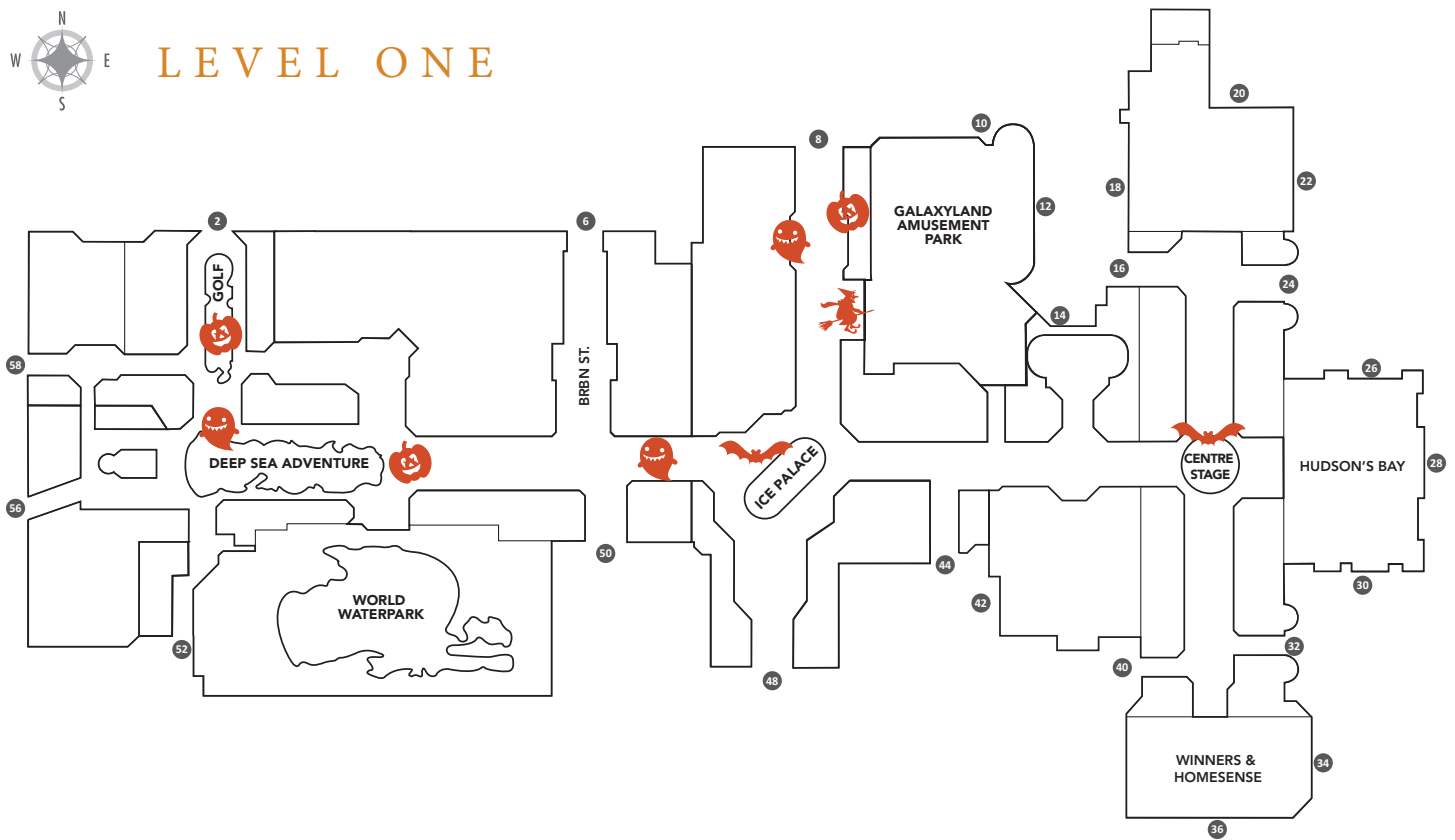 N
W E
S
LEVEL ONE
20
10
8
18
22
12
2
6
GALAXYLAND
AMUSEMENT
PARK
16
24
GOLF
14
58
BRBN ST.
26
DEEP SEA ADVENTURE
ICE PALACE
CENTRE
STAGE
HUDSON'S BAY
28
56
50
44
30
WORLD
WATERPARK
42
52
32
40
48
WINNERS &
HOMESENSE
34
36